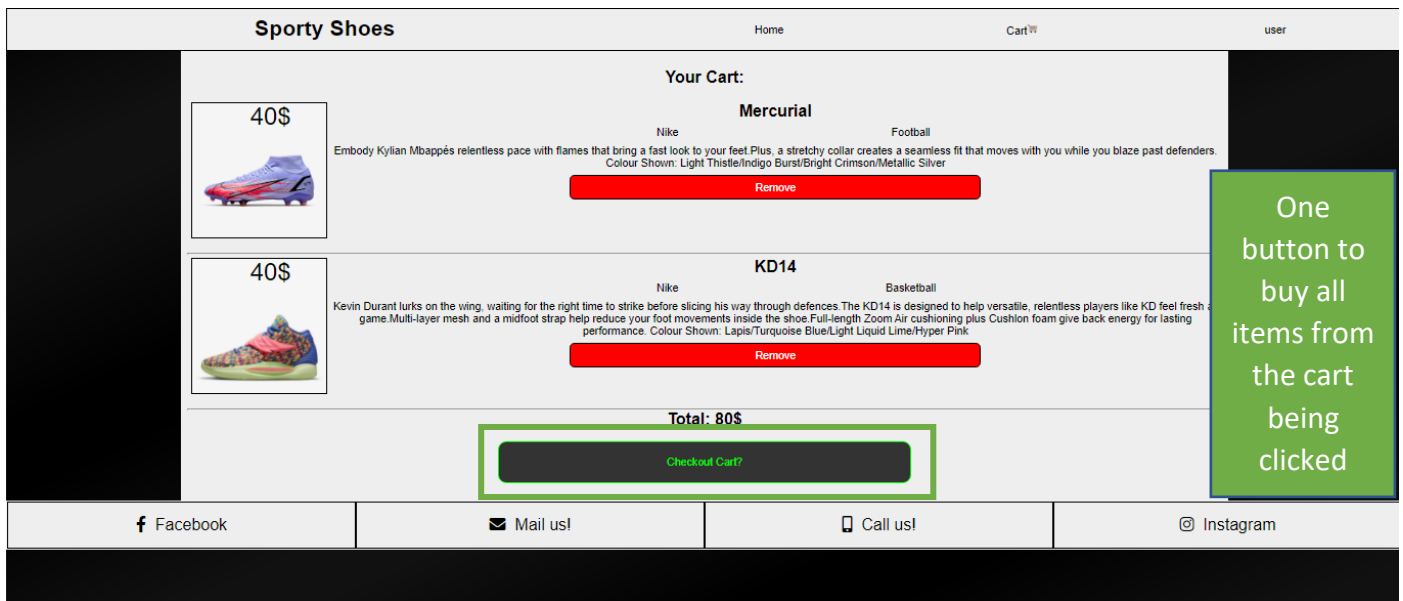 Sporty Shoes
Home
Cart
user
Your Cart:
40$
Mercurial
Nike
Football
Embody Kylian Mbappés relentless pace with flames that bring a fast look to your feet.Plus, a stretchy collar creates a seamless fit that moves with you while you blaze past defenders.
Colour Shown: Light Thistle/Indigo Burst/Bright Crimson/Metallic Silver
Remove
40$
KD14
Nike
Basketball
Kevin Durant lurks on the wing, waiting for the right time to strike before slicing his way through defences.The KD14 is designed to help versatile, relentless players like KD feel fresh
game.Multi-layer mesh and a midfoot strap help reduce your foot movements inside the shoe.Full-length Zoom Air cushioning plus Cushlon foam give back energy for lasting
performance. Colour Shown: Lapis/Turquoise Blue/Light Liquid Lime/Hyper Pink
Remove
Total: 80$
Checkout Cart?
One
button to
buy all
items from
the cart
being
clicked
Facebook
Mail us!
Call us!
Instagram